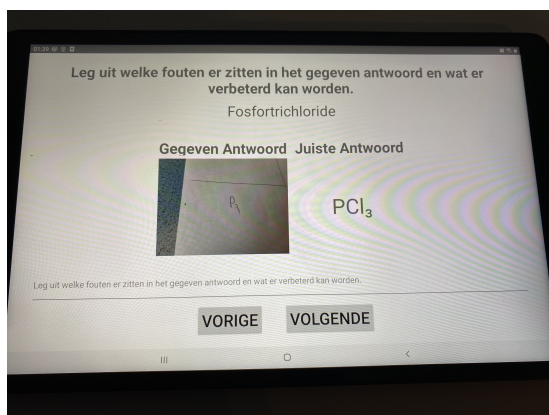 01:39
Leg uit welke fouten er zitten in het gegeven antwoord en wat er
verbeterd kan worden.
Fosfortrichloride
Gegeven Antwoord Juiste Antwoord
PCl₃
Leg uit welke fouten er zitten in het gegeven antwoord en wat er verbeterd kan worden.
VORIGE VOLGENDE